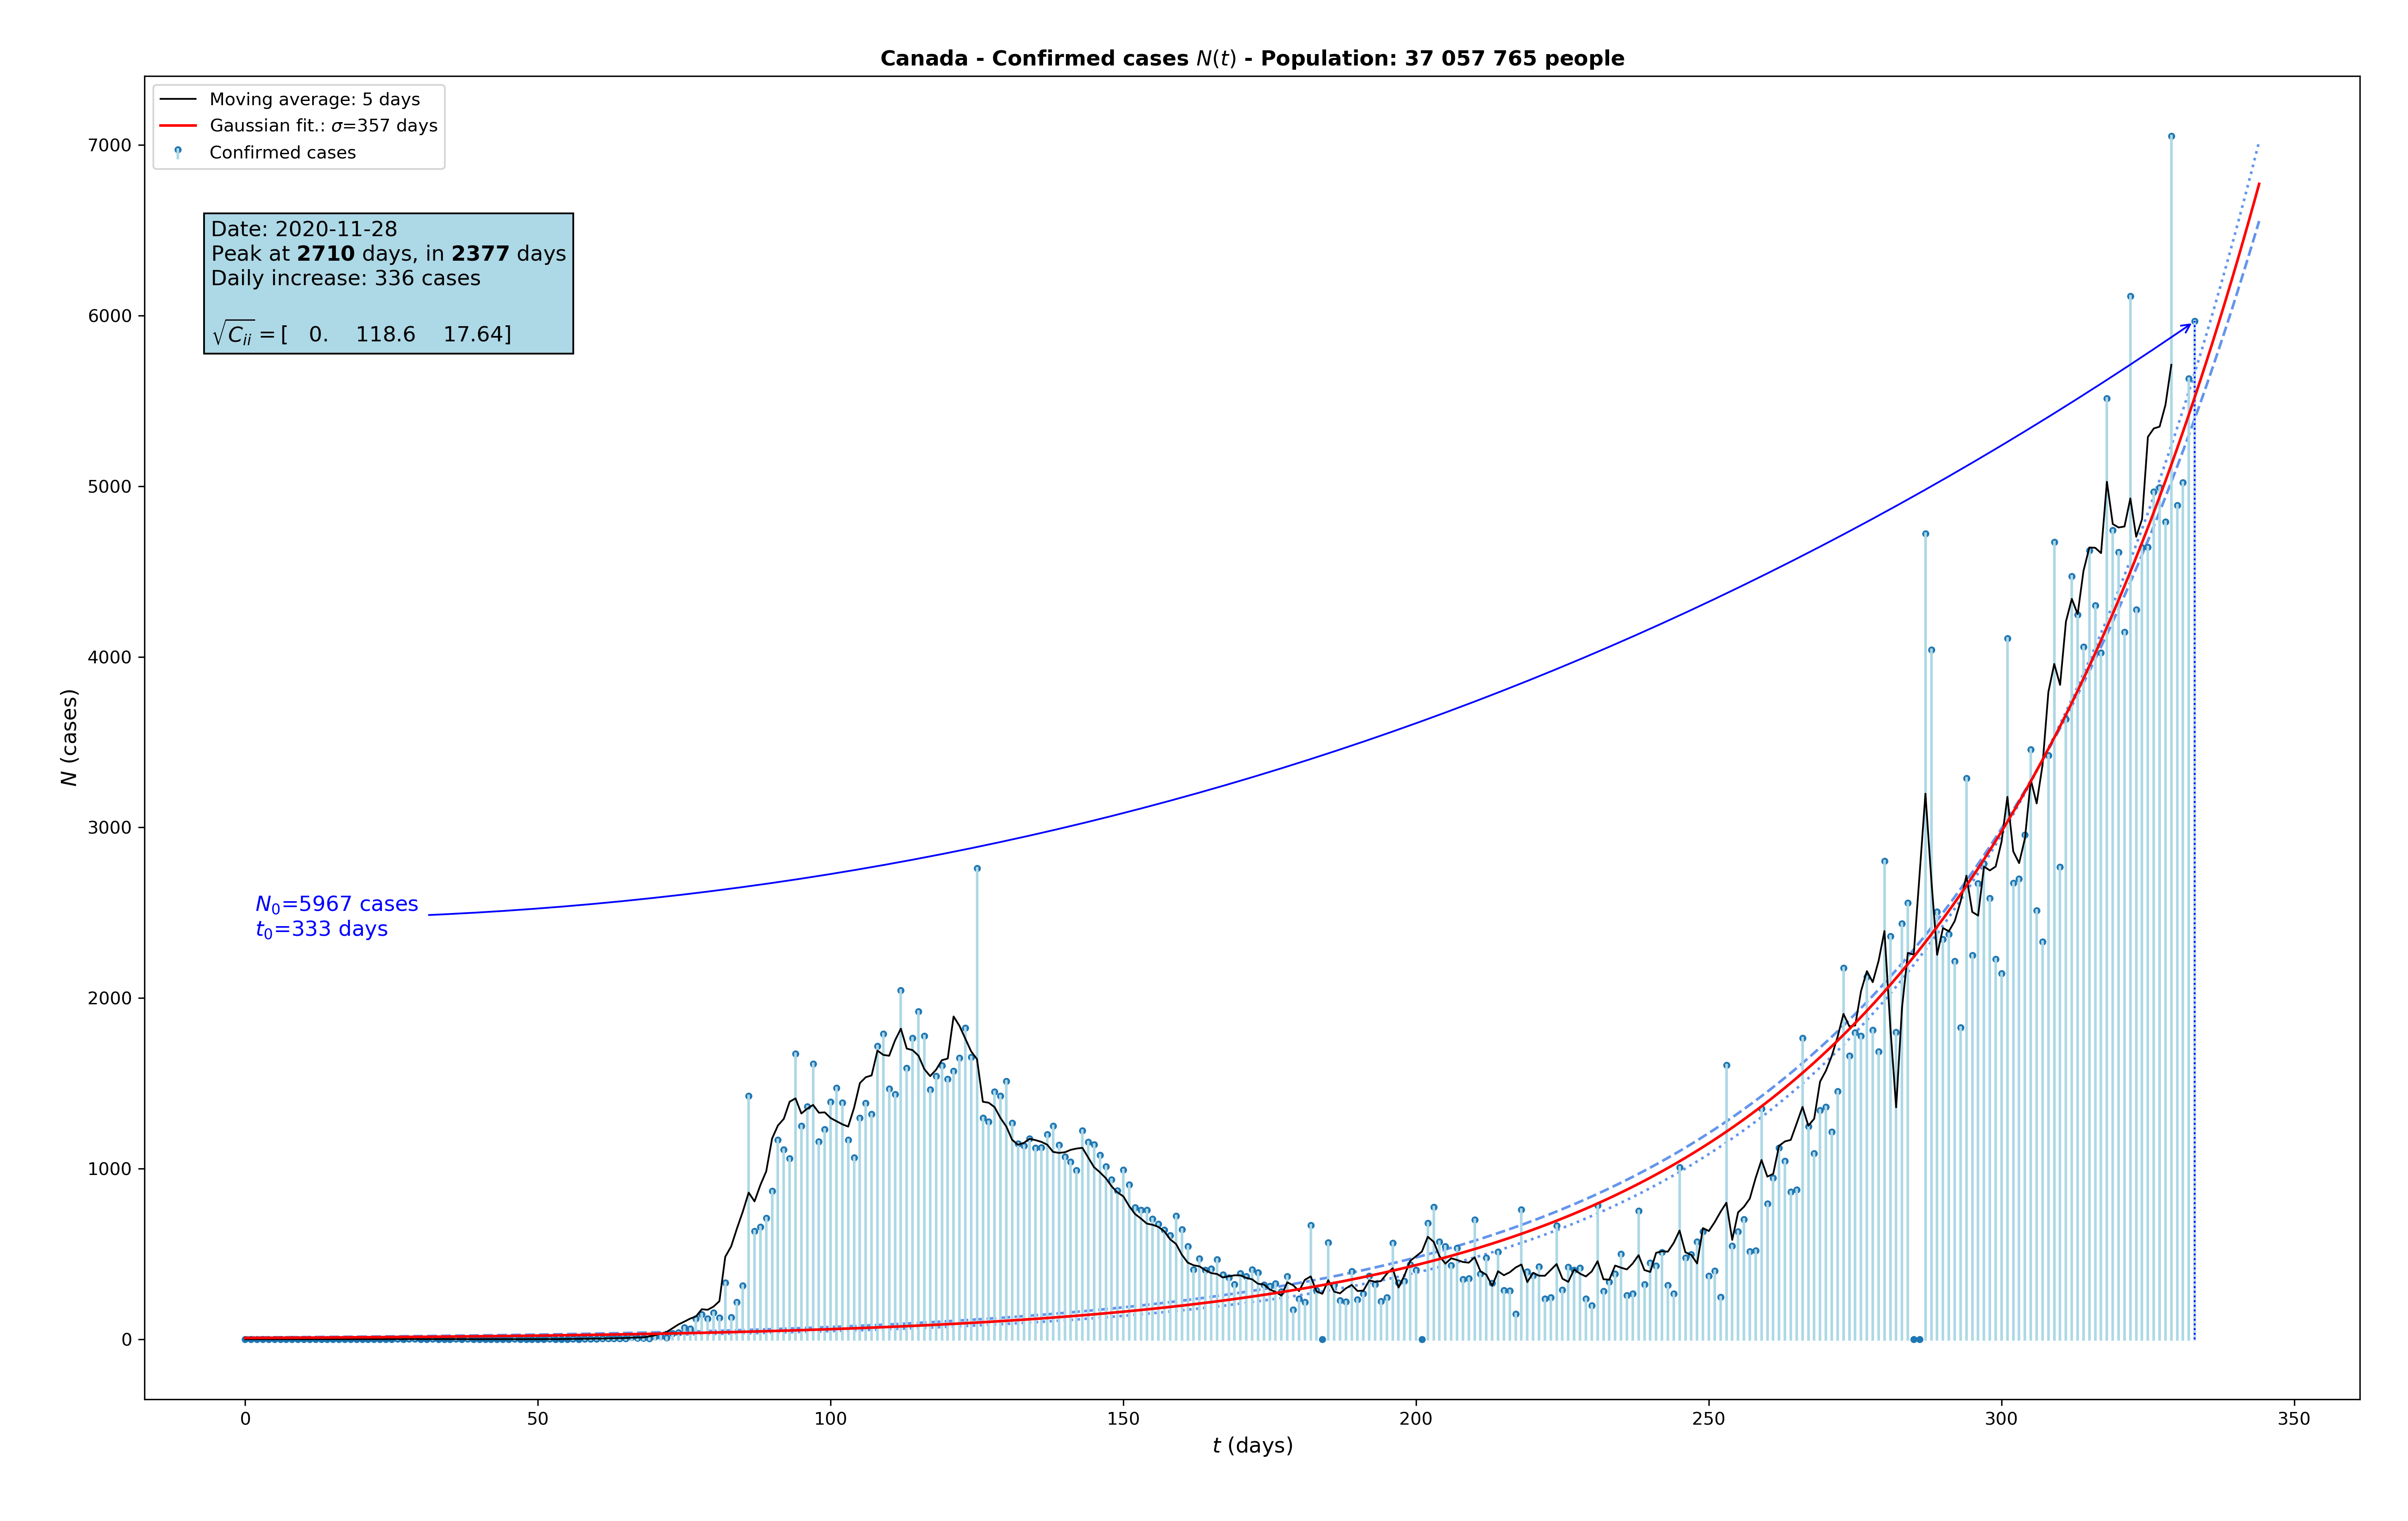 Canada - Confirmed cases N(t) - Population: 37 057 765 people
Moving average: 5 days
Gaussian fit.: σ=357 days
Confirmed cases
Date: 2020-11-28
Peak at 2710 days, in 2377 days
Daily increase: 336 cases
√Cᵢᵢ = [ 0. 118.6 17.64]
N₀=5967 cases
t₀=333 days
7000
6000
5000
4000
3000
2000
1000
0
N (cases)
0 50 100 150 200 250 300 350
t (days)